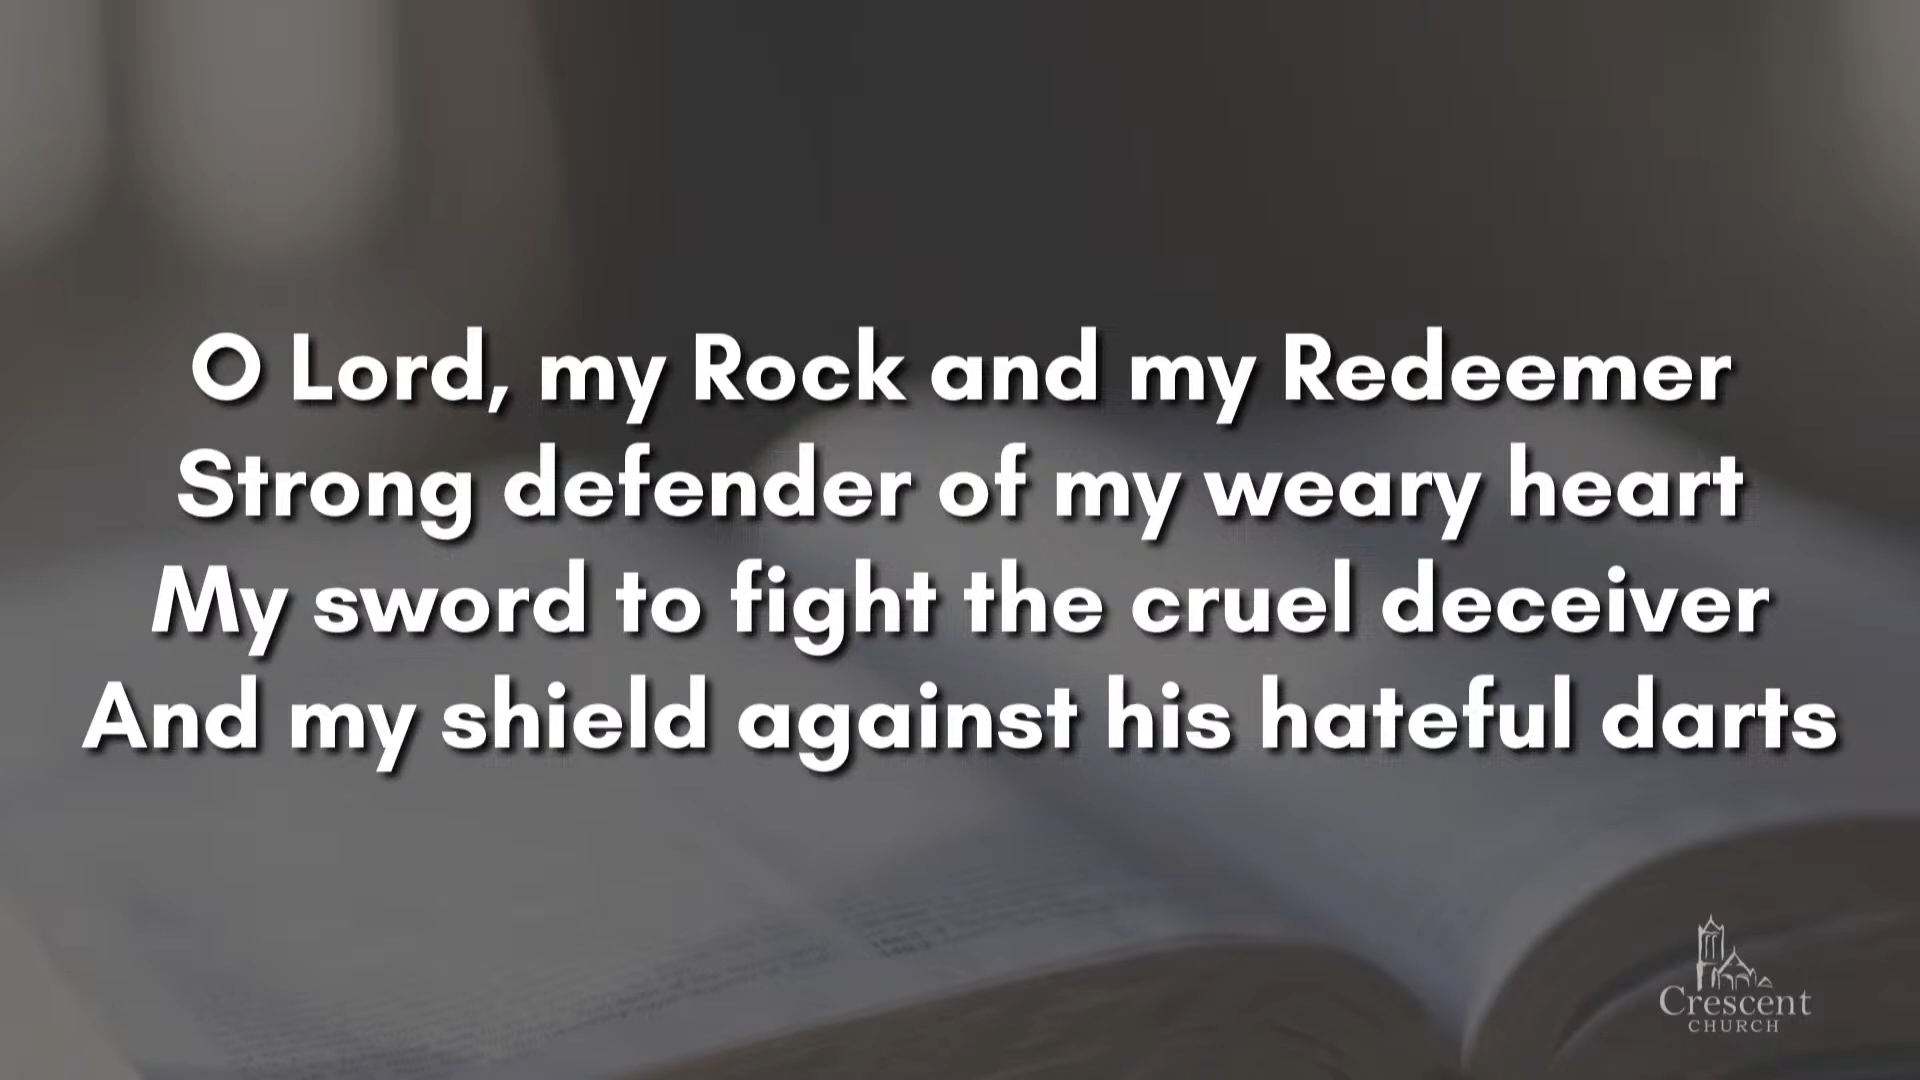 O Lord, my Rock and my Redeemer
Strong defender of my weary heart
My sword to fight the cruel deceiver
And my shield against his hateful darts
Crescent
CHURCH